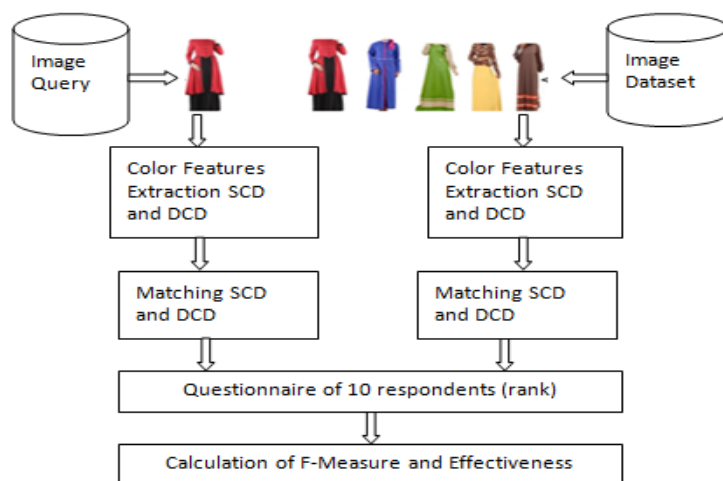 Image
Query
Image
Dataset
Color Features
Extraction SCD
and DCD
Color Features
Extraction SCD
and DCD
Matching SCD
and DCD
Matching SCD
and DCD
Questionnaire of 10 respondents (rank)
Calculation of F-Measure and Effectiveness